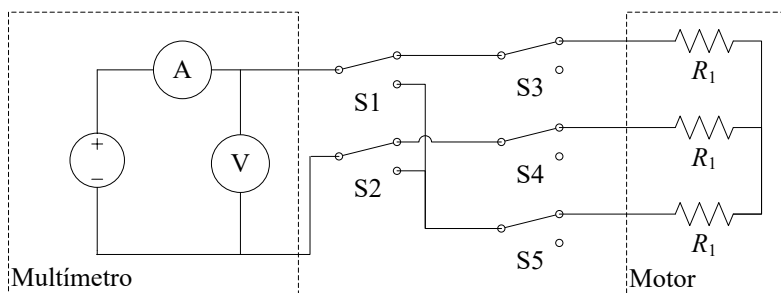 A
S1
S3
R1
+
−
V
S2
S4
R1
S5
R1
Multímetro
Motor